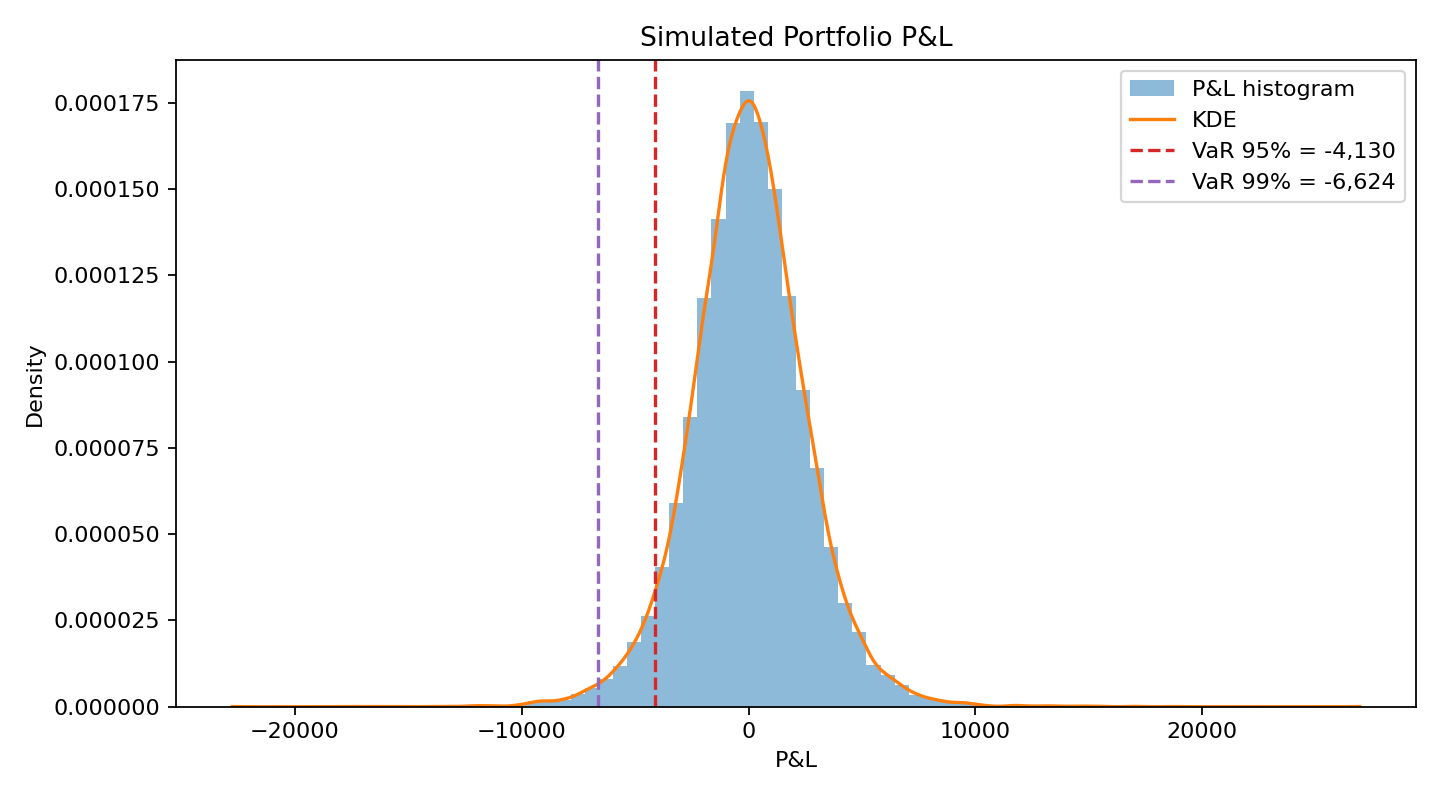 Simulated Portfolio P&L
P&L histogram
KDE
VaR 95% = -4,130
VaR 99% = -6,624
Density
0.000175
0.000150
0.000125
0.000100
0.000075
0.000050
0.000025
0.000000
−20000
−10000
0
10000
20000
P&L